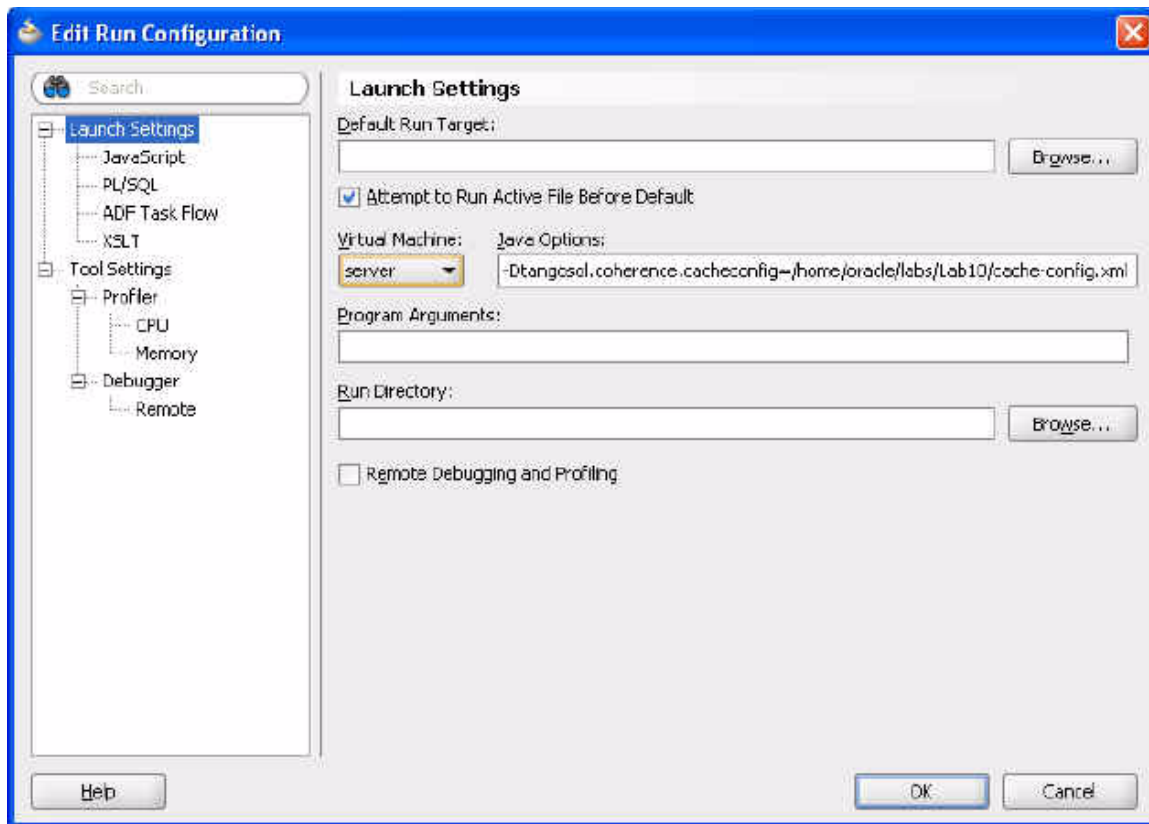 Edit Run Configuration
Search
Launch Settings
JavaScript
PL/SQL
ADF Task Flow
XSLT
Tool Settings
Profiler
CPU
Memory
Debugger
Remote
Launch Settings
Default Run Target:
Browse...
Attempt to Run Active File Before Default
Virtual Machine: Java Options:
server -Dtangosol.coherence.cacheconfig=/home/oracle/labs/Lab10/cache-config.xml
Program Arguments:
Run Directory:
Browse...
Remote Debugging and Profiling
Help OK Cancel